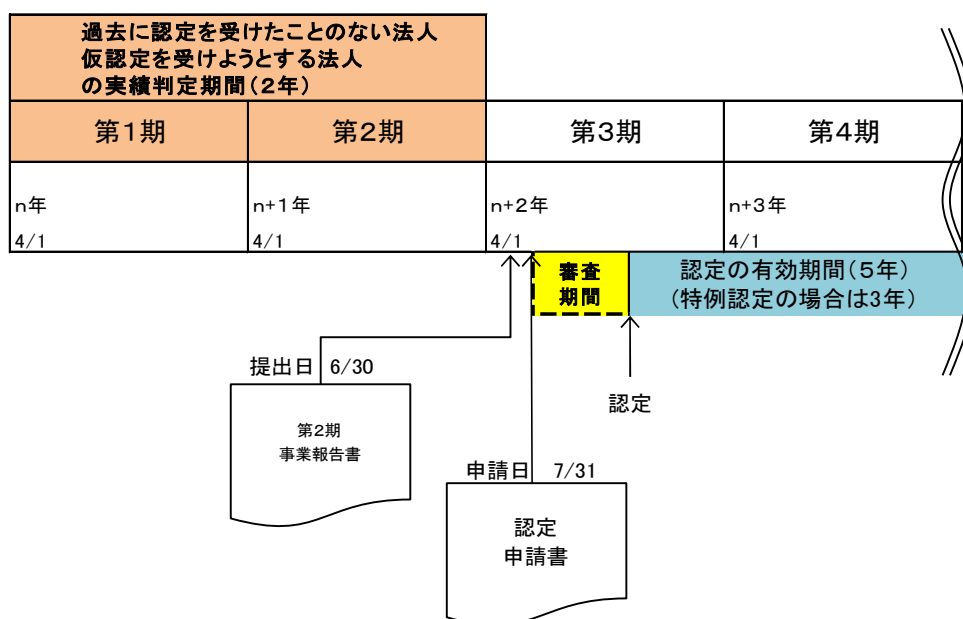 過去に認定を受けたことのない法人
仮認定を受けようとする法人
の実績判定期間(2年)
第1期
第2期
第3期
第4期
n年
4/1
n+1年
4/1
n+2年
4/1
n+3年
4/1
審査
期間
認定の有効期間(5年)
(特例認定の場合は3年)
提出日 6/30
認定
第2期
事業報告書
申請日 7/31
認定
申請書